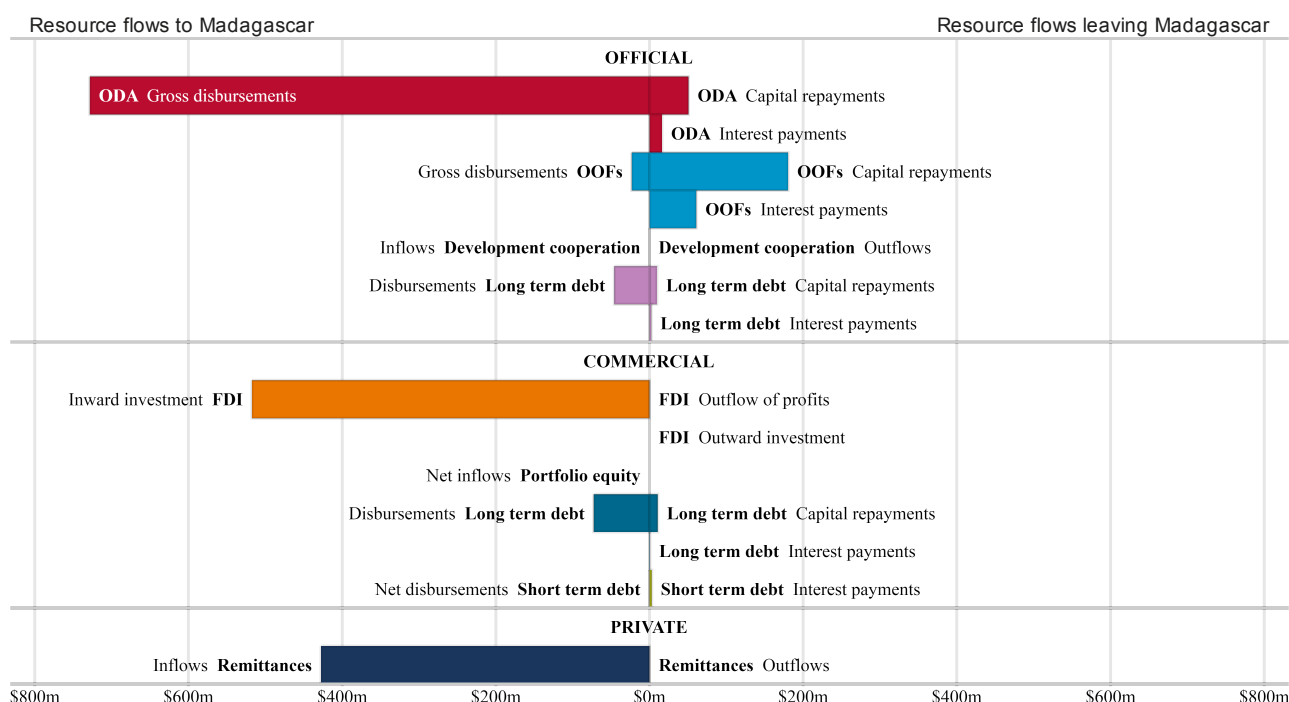 Resource flows to Madagascar Resource flows leaving Madagascar
OFFICIAL
ODA Gross disbursements ODA Capital repayments
ODA Interest payments
Gross disbursements OOFs OOFs Capital repayments
OOFs Interest payments
Inflows Development cooperation Development cooperation Outflows
Disbursements Long term debt Long term debt Capital repayments
Long term debt Interest payments
COMMERCIAL
Inward investment FDI FDI Outflow of profits
FDI Outward investment
Net inflows Portfolio equity
Disbursements Long term debt Long term debt Capital repayments
Long term debt Interest payments
Net disbursements Short term debt Short term debt Interest payments
PRIVATE
Inflows Remittances Remittances Outflows
$800m $600m $400m $200m $0m $200m $400m $600m $800m